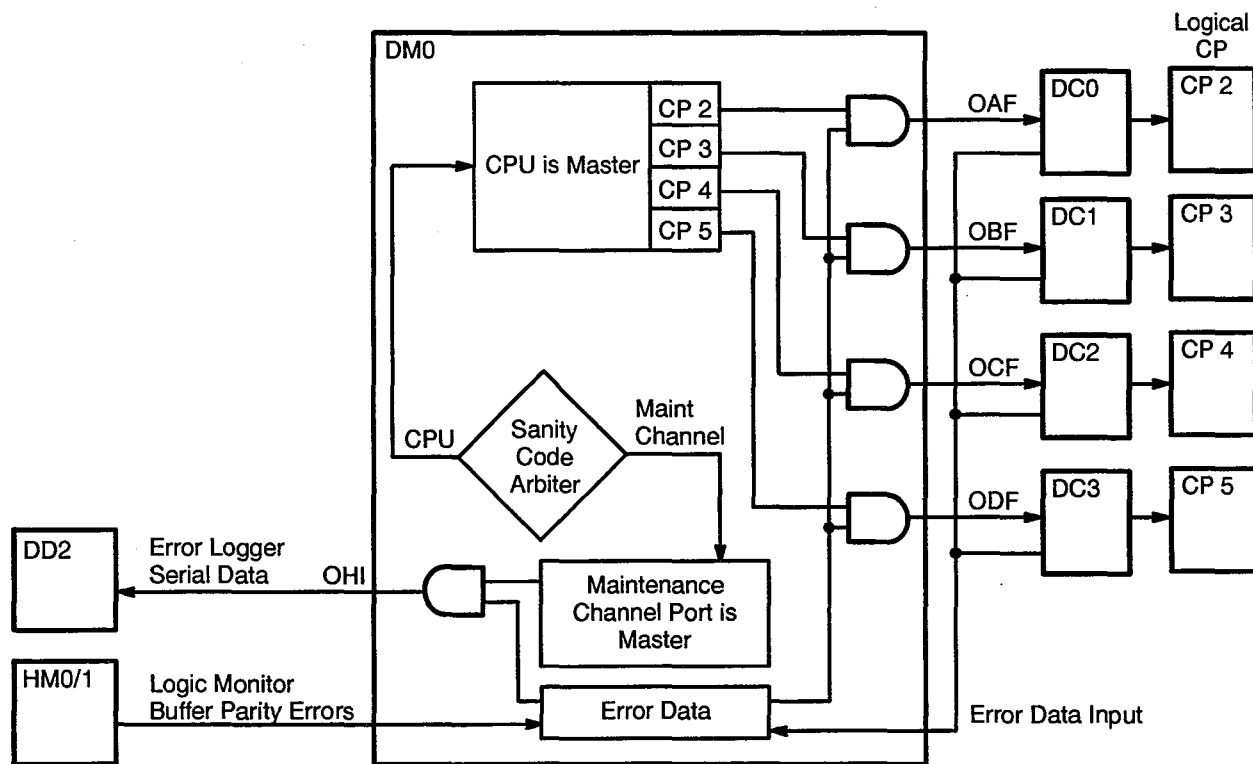 Logical
CP
DM0
CP 2
CP 3
CP 4
CP 5
CPU is Master
OAF
DC0
CP 2
OBF
DC1
CP 3
OCF
DC2
CP 4
ODF
DC3
CP 5
CPU
Sanity
Code
Arbiter
Maint
Channel
DD2
Error Logger
Serial Data
OHI
Maintenance
Channel Port is
Master
HM0/1
Logic Monitor
Buffer Parity Errors
Error Data
Error Data Input